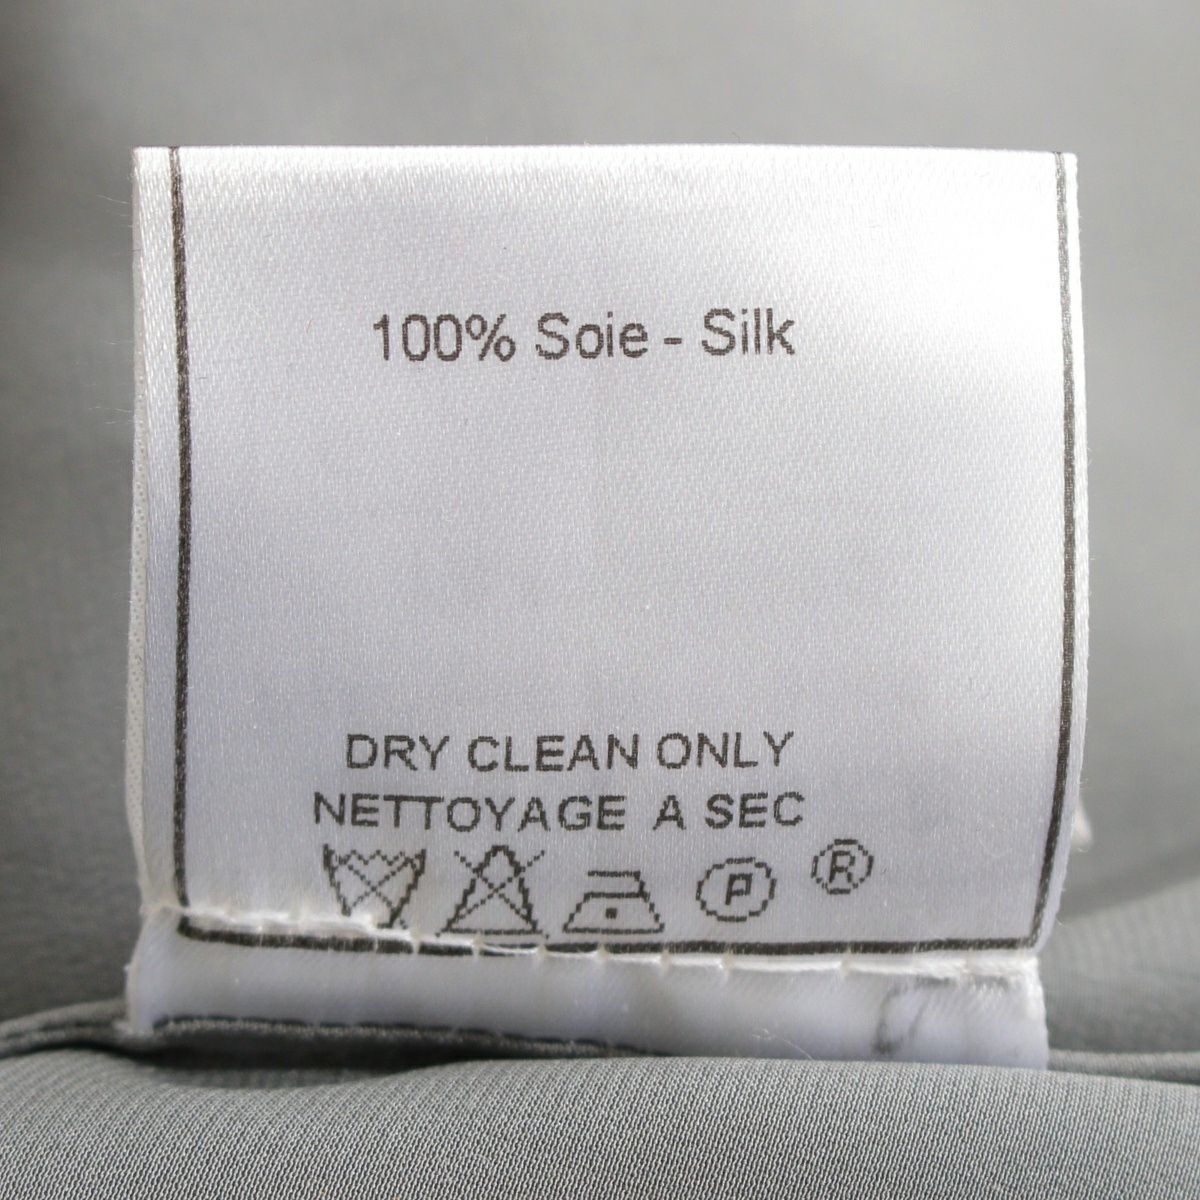 100% Soie - Silk
DRY CLEAN ONLY
NETTOYAGE A SEC
P ®